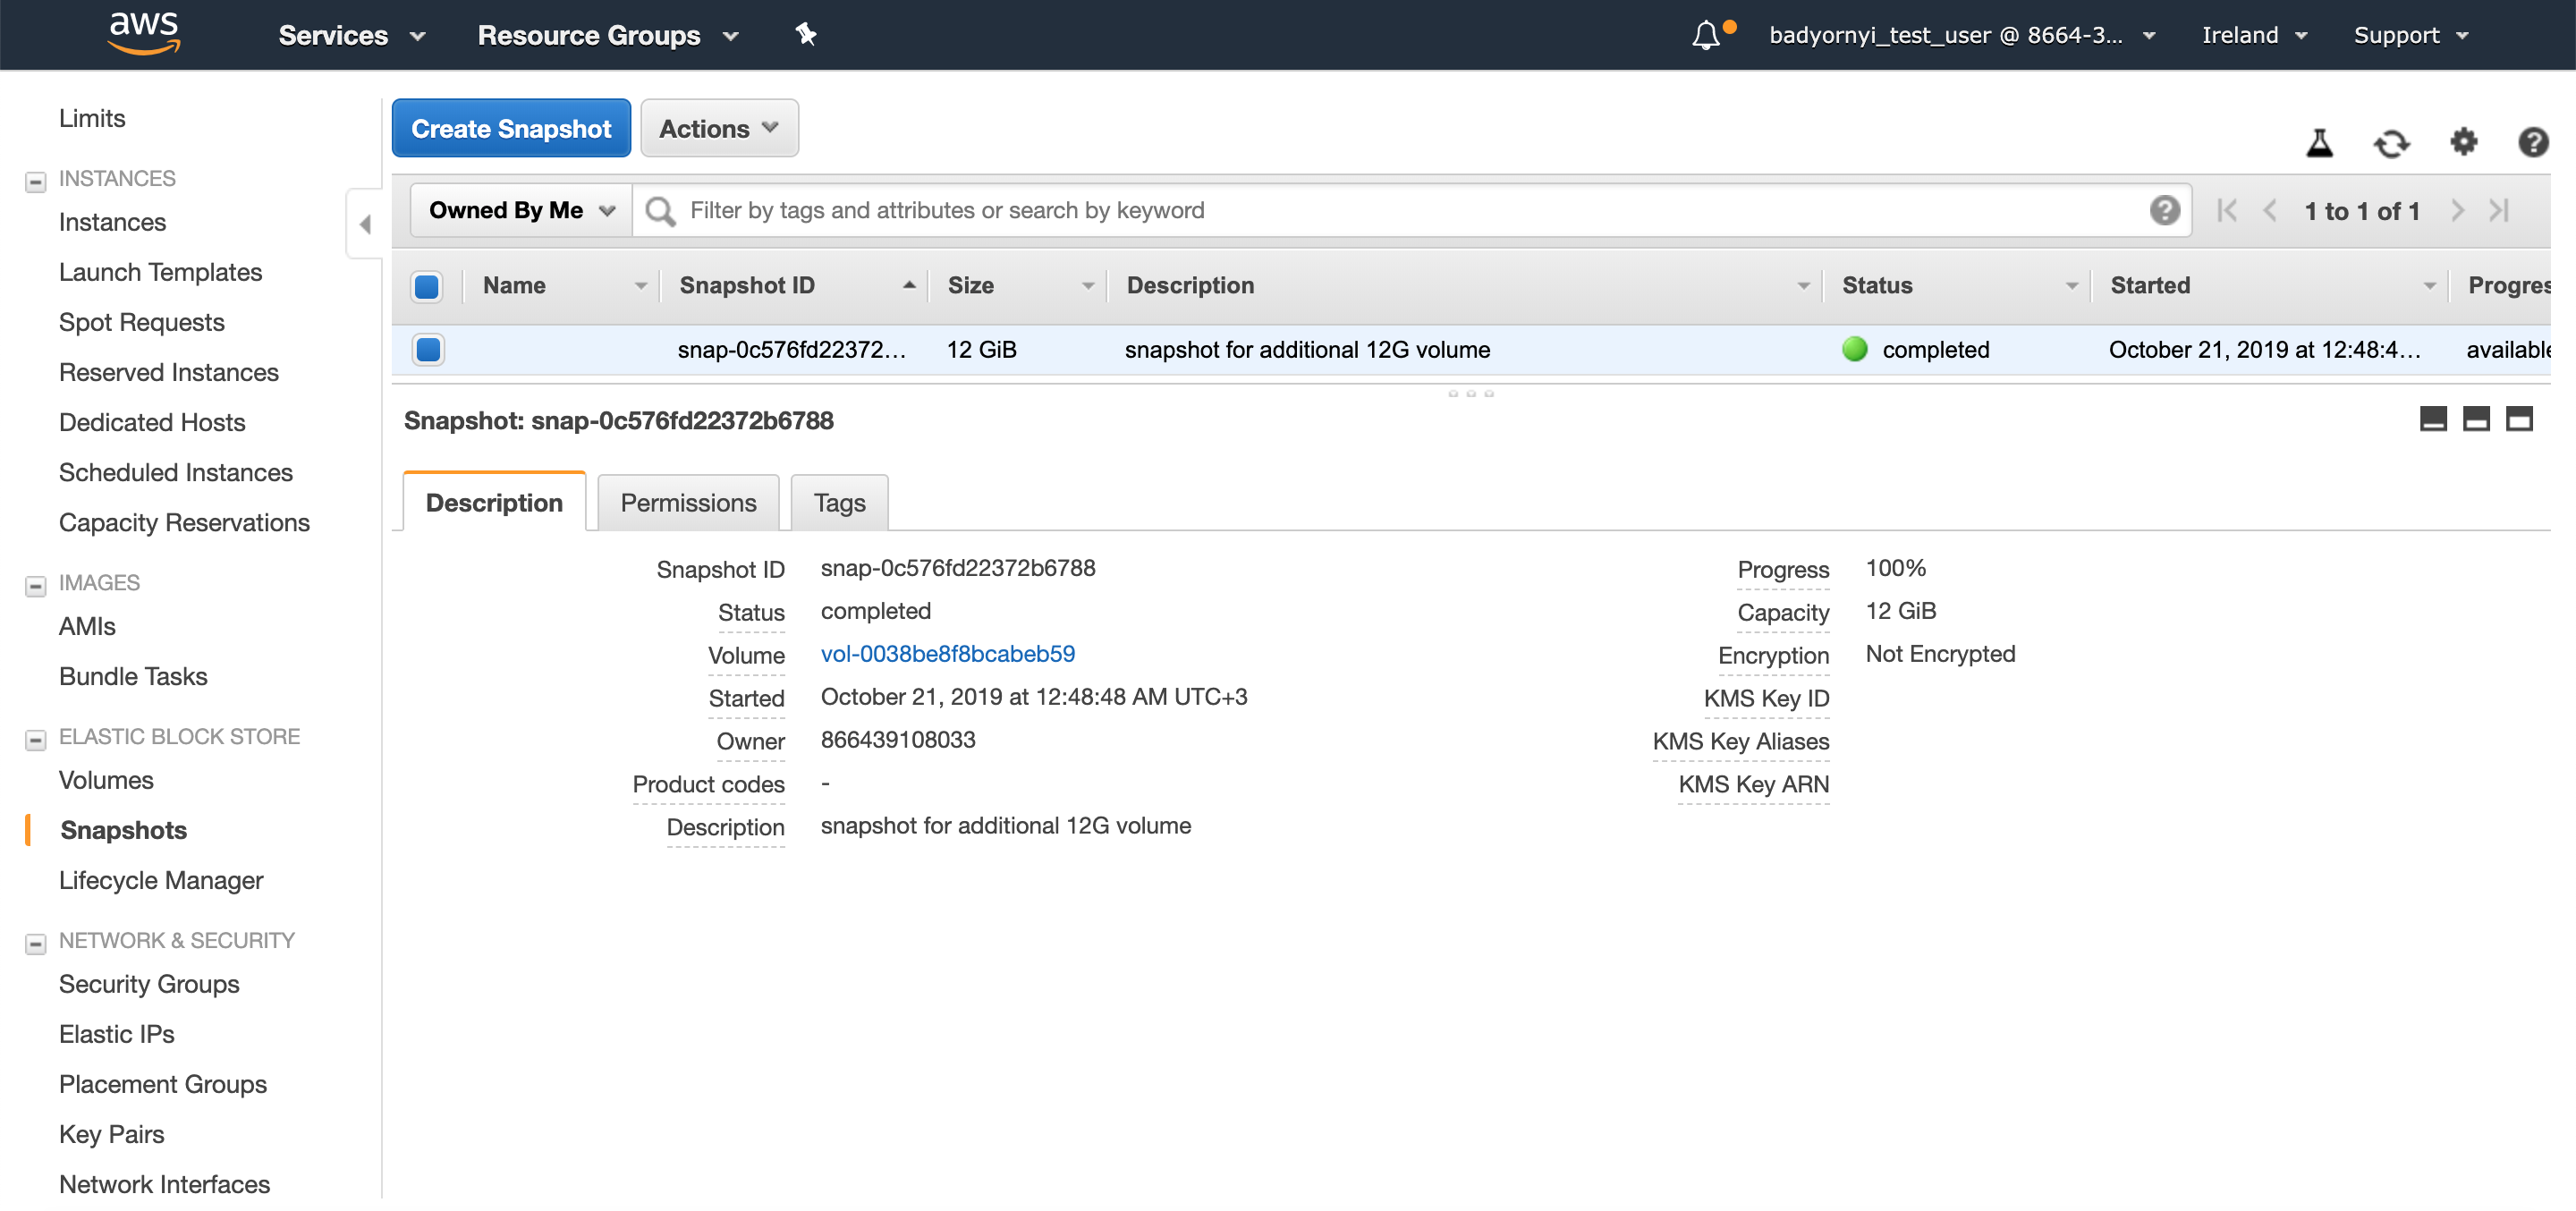 aws Services Resource Groups badyornyi_test_user @ 8664-3... Ireland Support
Limits
INSTANCES
Instances
Launch Templates
Spot Requests
Reserved Instances
Dedicated Hosts
Scheduled Instances
Capacity Reservations
IMAGES
AMIs
Bundle Tasks
ELASTIC BLOCK STORE
Volumes
Snapshots
Lifecycle Manager
NETWORK & SECURITY
Security Groups
Elastic IPs
Placement Groups
Key Pairs
Network Interfaces
Create Snapshot Actions
Owned By Me Filter by tags and attributes or search by keyword 1 to 1 of 1
Name Snapshot ID Size Description Status Started Progres
snap-0c576fd22372... 12 GiB snapshot for additional 12G volume completed October 21, 2019 at 12:48:4... available
Snapshot: snap-0c576fd22372b6788
Description Permissions Tags
Snapshot ID snap-0c576fd22372b6788
Status completed
Volume vol-0038be8f8bcabeb59
Started October 21, 2019 at 12:48:48 AM UTC+3
Owner 866439108033
Product codes -
Description snapshot for additional 12G volume
Progress 100%
Capacity 12 GiB
Encryption Not Encrypted
KMS Key ID
KMS Key Aliases
KMS Key ARN